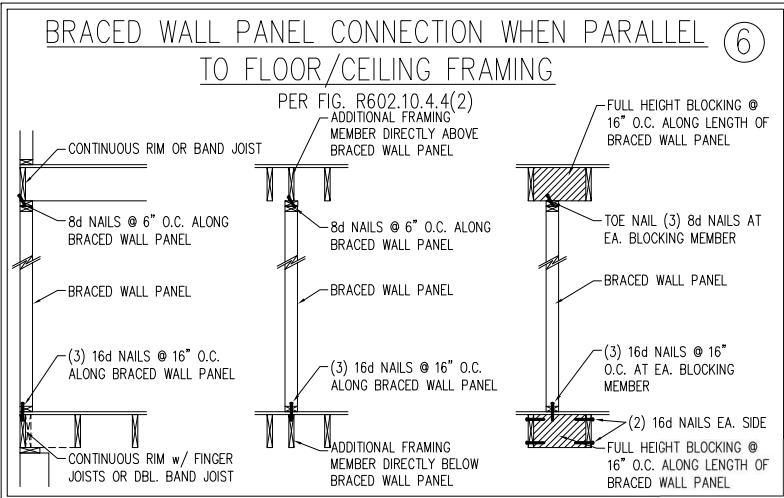 BRACED WALL PANEL CONNECTION WHEN PARALLEL
TO FLOOR/CEILING FRAMING
6
PER FIG. R602.10.4.4(2)
CONTINUOUS RIM OR BAND JOIST
8d NAILS @ 6" O.C. ALONG
BRACED WALL PANEL
BRACED WALL PANEL
(3) 16d NAILS @ 16" O.C.
ALONG BRACED WALL PANEL
CONTINUOUS RIM w/ FINGER
JOISTS OR DBL. BAND JOIST
ADDITIONAL FRAMING
MEMBER DIRECTLY ABOVE
BRACED WALL PANEL
8d NAILS @ 6" O.C. ALONG
BRACED WALL PANEL
BRACED WALL PANEL
(3) 16d NAILS @ 16" O.C.
ALONG BRACED WALL PANEL
ADDITIONAL FRAMING
MEMBER DIRECTLY BELOW
BRACED WALL PANEL
FULL HEIGHT BLOCKING @
16" O.C. ALONG LENGTH OF
BRACED WALL PANEL
TOE NAIL (3) 8d NAILS AT
EA. BLOCKING MEMBER
BRACED WALL PANEL
(3) 16d NAILS @ 16"
O.C. AT EA. BLOCKING
MEMBER
(2) 16d NAILS EA. SIDE
FULL HEIGHT BLOCKING @
16" O.C. ALONG LENGTH OF
BRACED WALL PANEL